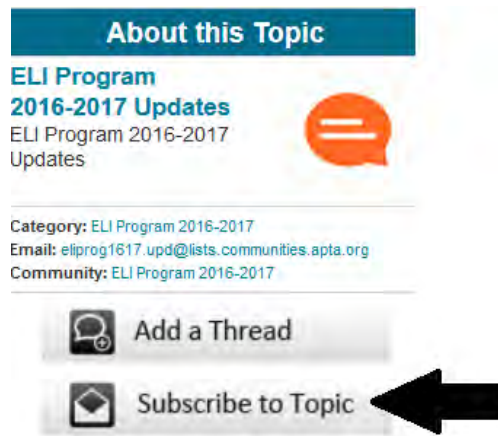 About this Topic
ELI Program
2016-2017 Updates
ELI Program 2016-2017
Updates
Category: ELI Program 2016-2017
Email: eliprog1617.upd@lists.communities.apta.org
Community: ELI Program 2016-2017
Add a Thread
Subscribe to Topic